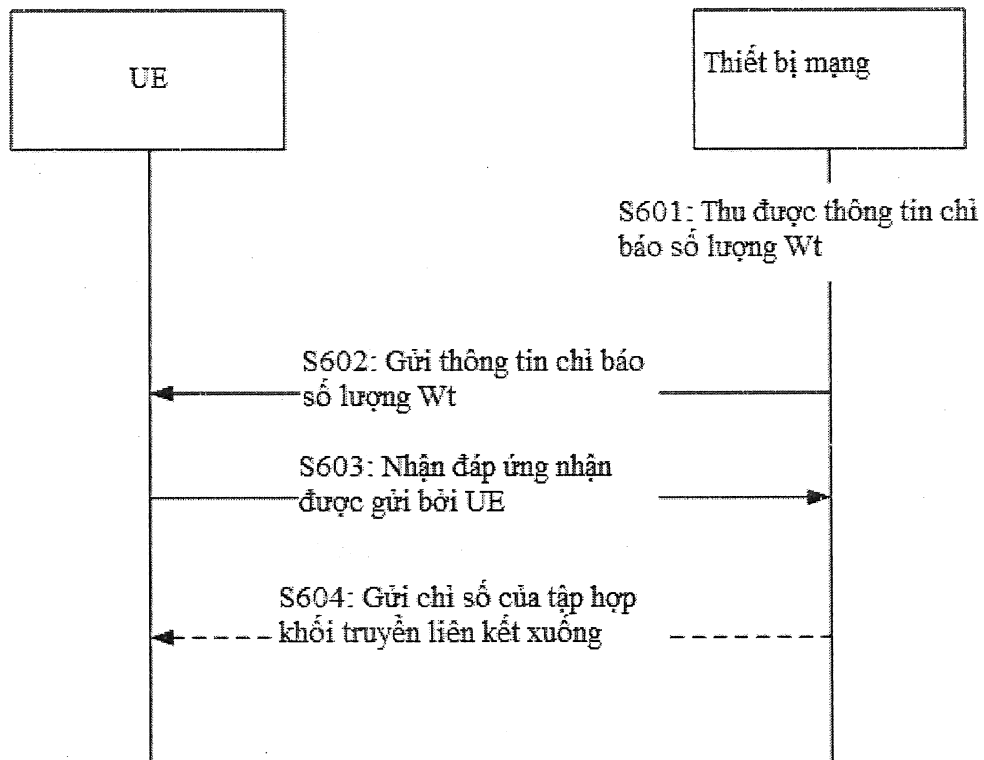 UE
Thiết bị mạng
S601: Thu được thông tin chỉ
báo số lượng Wt
S602: Gửi thông tin chỉ báo
số lượng Wt
S603: Nhận đáp ứng nhận
được gửi bởi UE
S604: Gửi chỉ số của tập hợp
khối truyền liên kết xuống